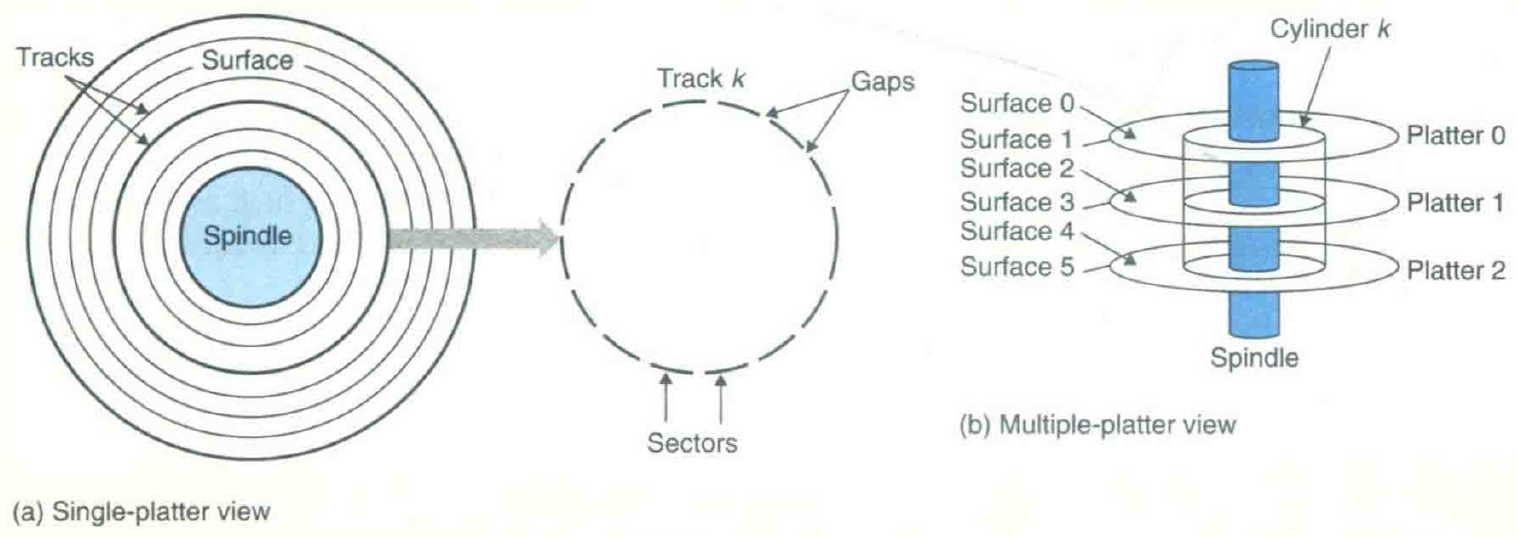 Tracks
Surface
Spindle
Track k
Gaps
Sectors
(a) Single-platter view
Cylinder k
Surface 0
Surface 1
Surface 2
Surface 3
Surface 4
Surface 5
Platter 0
Platter 1
Platter 2
Spindle
(b) Multiple-platter view